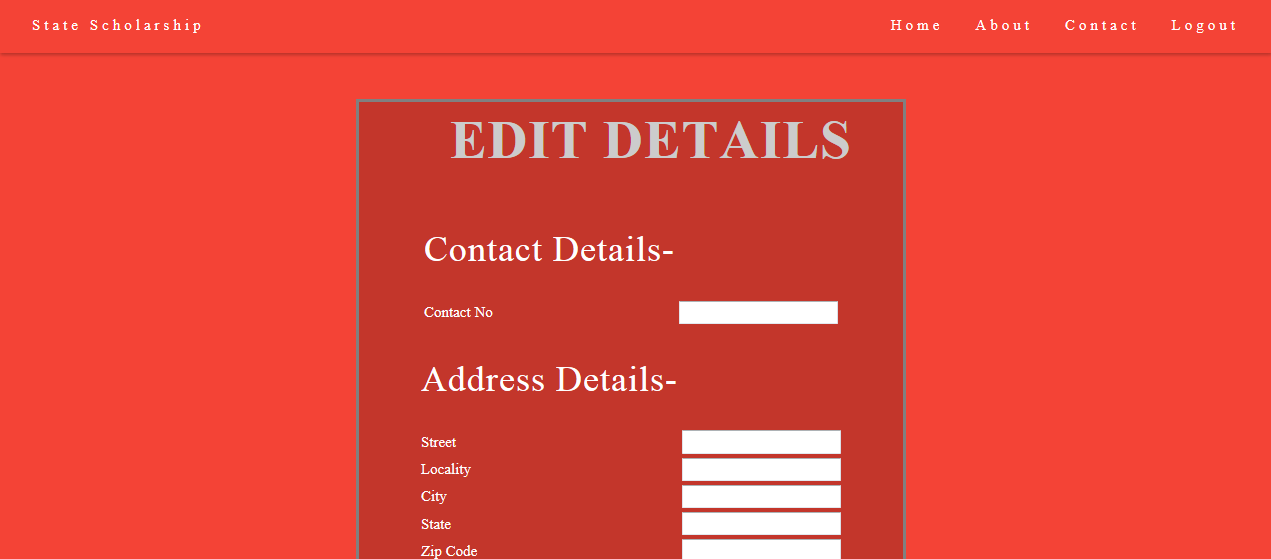 State Scholarship Home About Contact Logout
EDIT DETAILS
Contact Details-
Contact No
Address Details-
Street
Locality
City
State
Zip Code